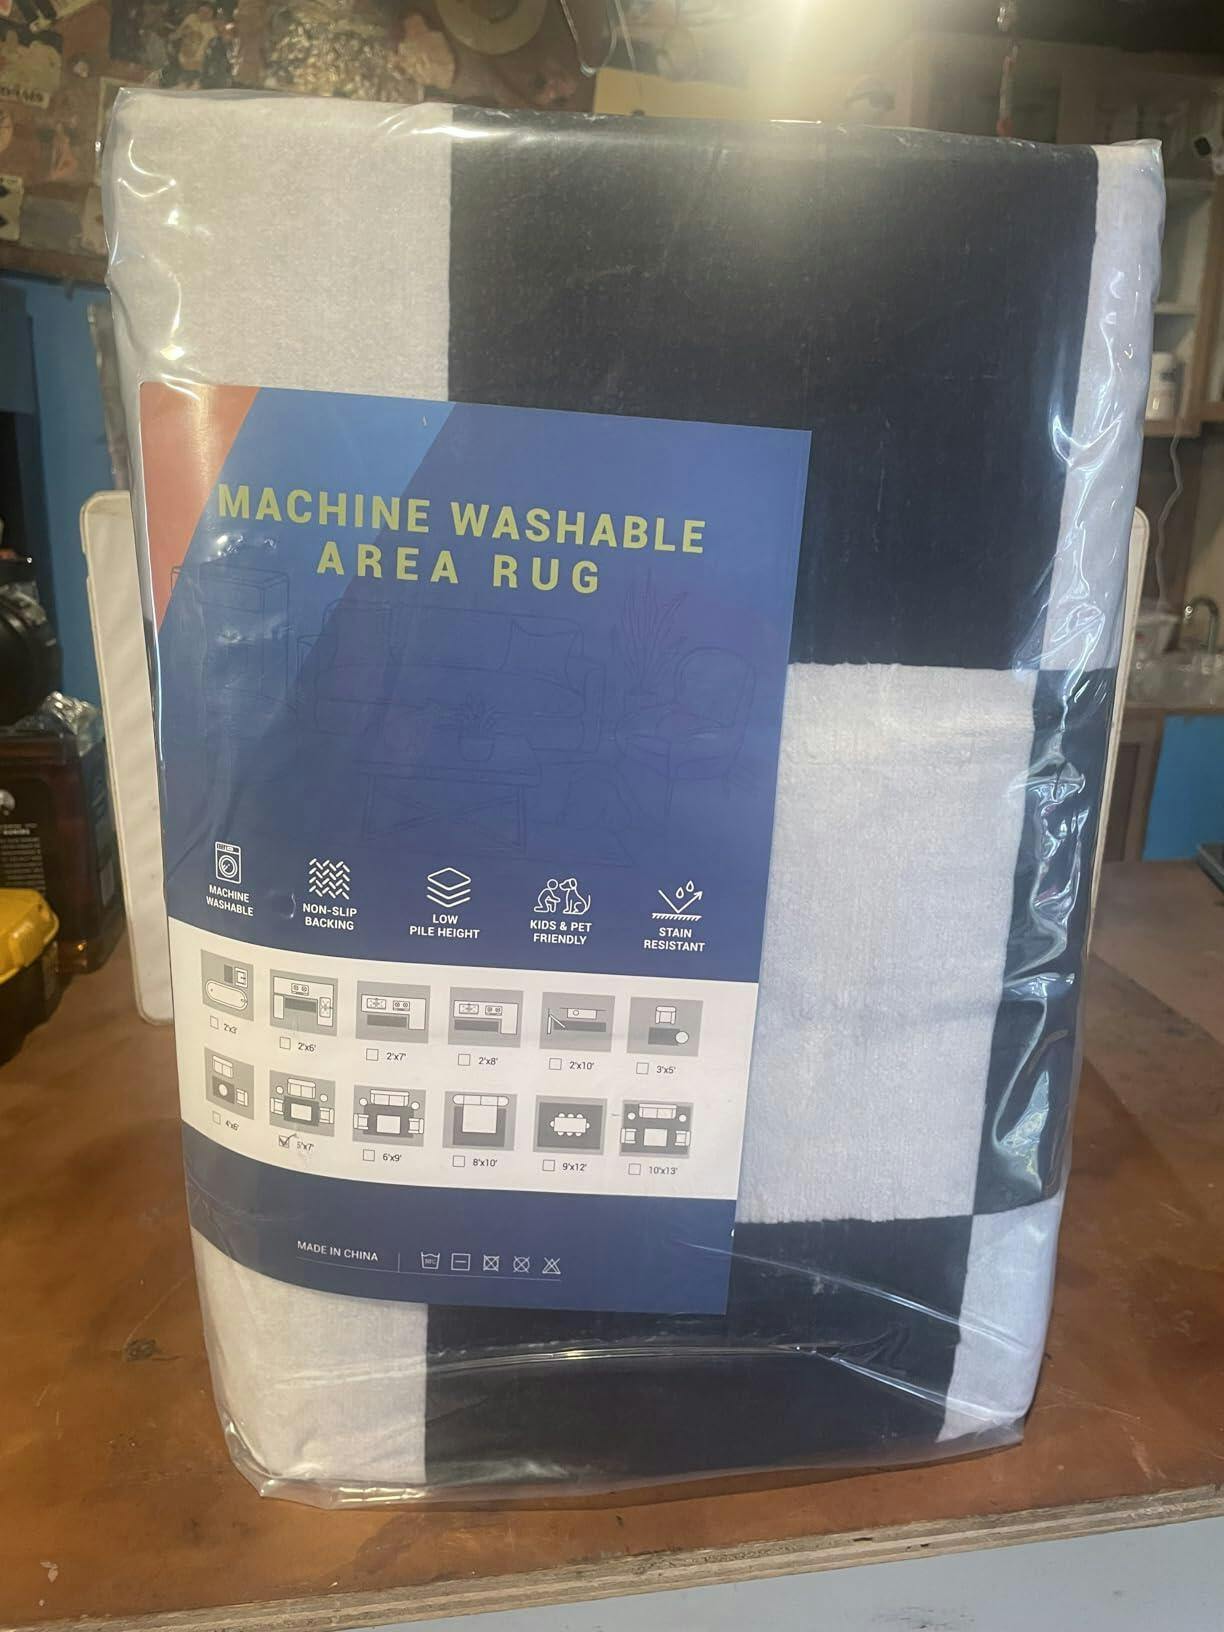 MACHINE WASHABLE
AREA RUG
MACHINE
WASHABLE
NON-SLIP
BACKING
LOW
PILE HEIGHT
KIDS & PET
FRIENDLY
STAIN
RESISTANT
2'x3'
2'x6'
2'x7'
2'x8'
2'x10'
3'x5'
4'x6'
5'x7'
6'x9'
8'x10'
9'x12'
10'x13'
MADE IN CHINA